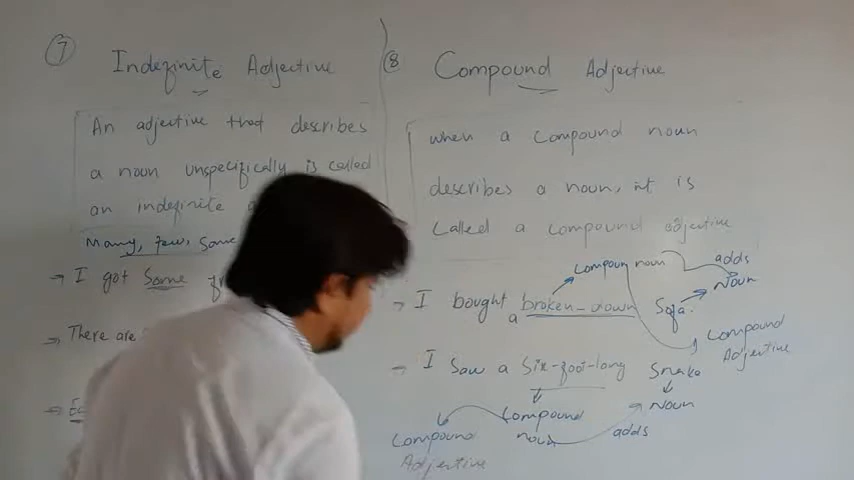 7 Indefinite Adjective
An adjective that describes
a noun unspecifically is called
an indefinite
Many, few, Some
→ I got Some
→ There are
→
8 Compound Adjective
when a compound noun
describes a noun, it is
Called a compound adjective
Compoun noun adds
Noun
→ I bought a broken-down Sofa.
Compound
Adjective
→ I Saw a Six-foot-long Snake
Compound noun Noun
adds
Compound
Adjective